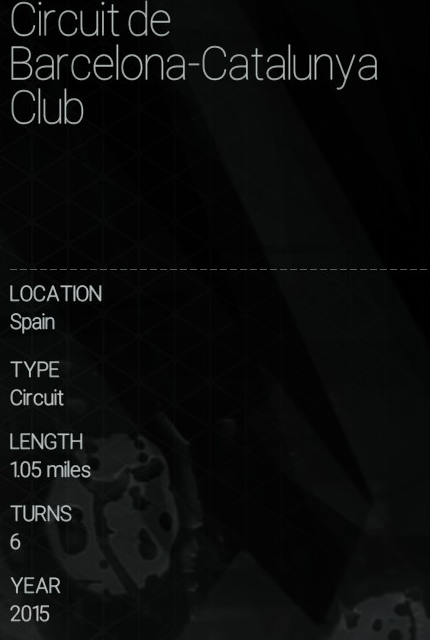 Circuit de
Barcelona-Catalunya
Club
LOCATION
Spain
TYPE
Circuit
LENGTH
1.05 miles
TURNS
6
YEAR
2015